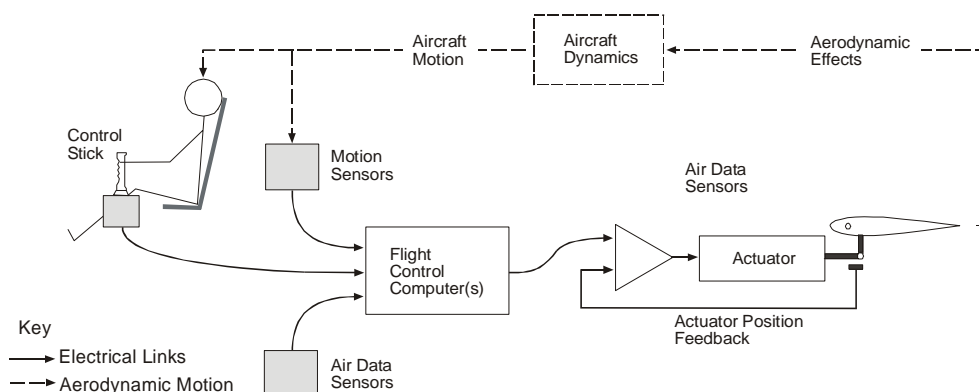 Aircraft
Motion
Aircraft
Dynamics
Aerodynamic
Effects
Control
Stick
Motion
Sensors
Air Data
Sensors
Flight
Control
Computer(s)
Actuator
Actuator Position
Feedback
Key
Electrical Links
Aerodynamic Motion
Air Data
Sensors